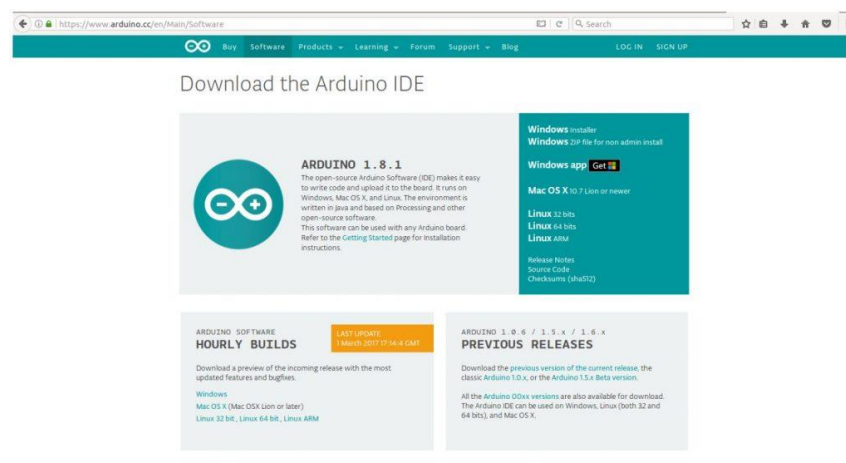 https://www.arduino.cc/en/Main/Software
Search
Buy Software Products Learning Forum Support Blog LOG IN SIGN UP
Download the Arduino IDE
ARDUINO 1.8.1
The open-source Arduino Software (IDE) makes it easy
to write code and upload it to the board. It runs on
Windows, Mac OS X, and Linux. The environment is
written in Java and based on Processing and other
open-source software.
This software can be used with any Arduino board.
Refer to the Getting Started page for Installation
instructions.
Windows Installer
Windows ZIP file for non admin install
Windows app Get
Mac OS X 10.7 Lion or newer
Linux 32 bits
Linux 64 bits
Linux ARM
Release Notes
Source Code
Checksums (sha512)
ARDUINO SOFTWARE
HOURLY BUILDS
LAST UPDATE
1 March 2017 17:14:4 GMT
Download a preview of the incoming release with the most
updated features and bugfixes.
Windows
Mac OS X (Mac OSX Lion or later)
Linux 32 bit , Linux 64 bit , Linux ARM
ARDUINO 1.0.6 / 1.5.x / 1.6.x
PREVIOUS RELEASES
Download the previous version of the current release, the
classic Arduino 1.0.x, or the Arduino 1.5.x Beta version.
All the Arduino 00xx versions are also available for download.
The Arduino IDE can be used on Windows, Linux (both 32 and
64 bits), and Mac OS X.